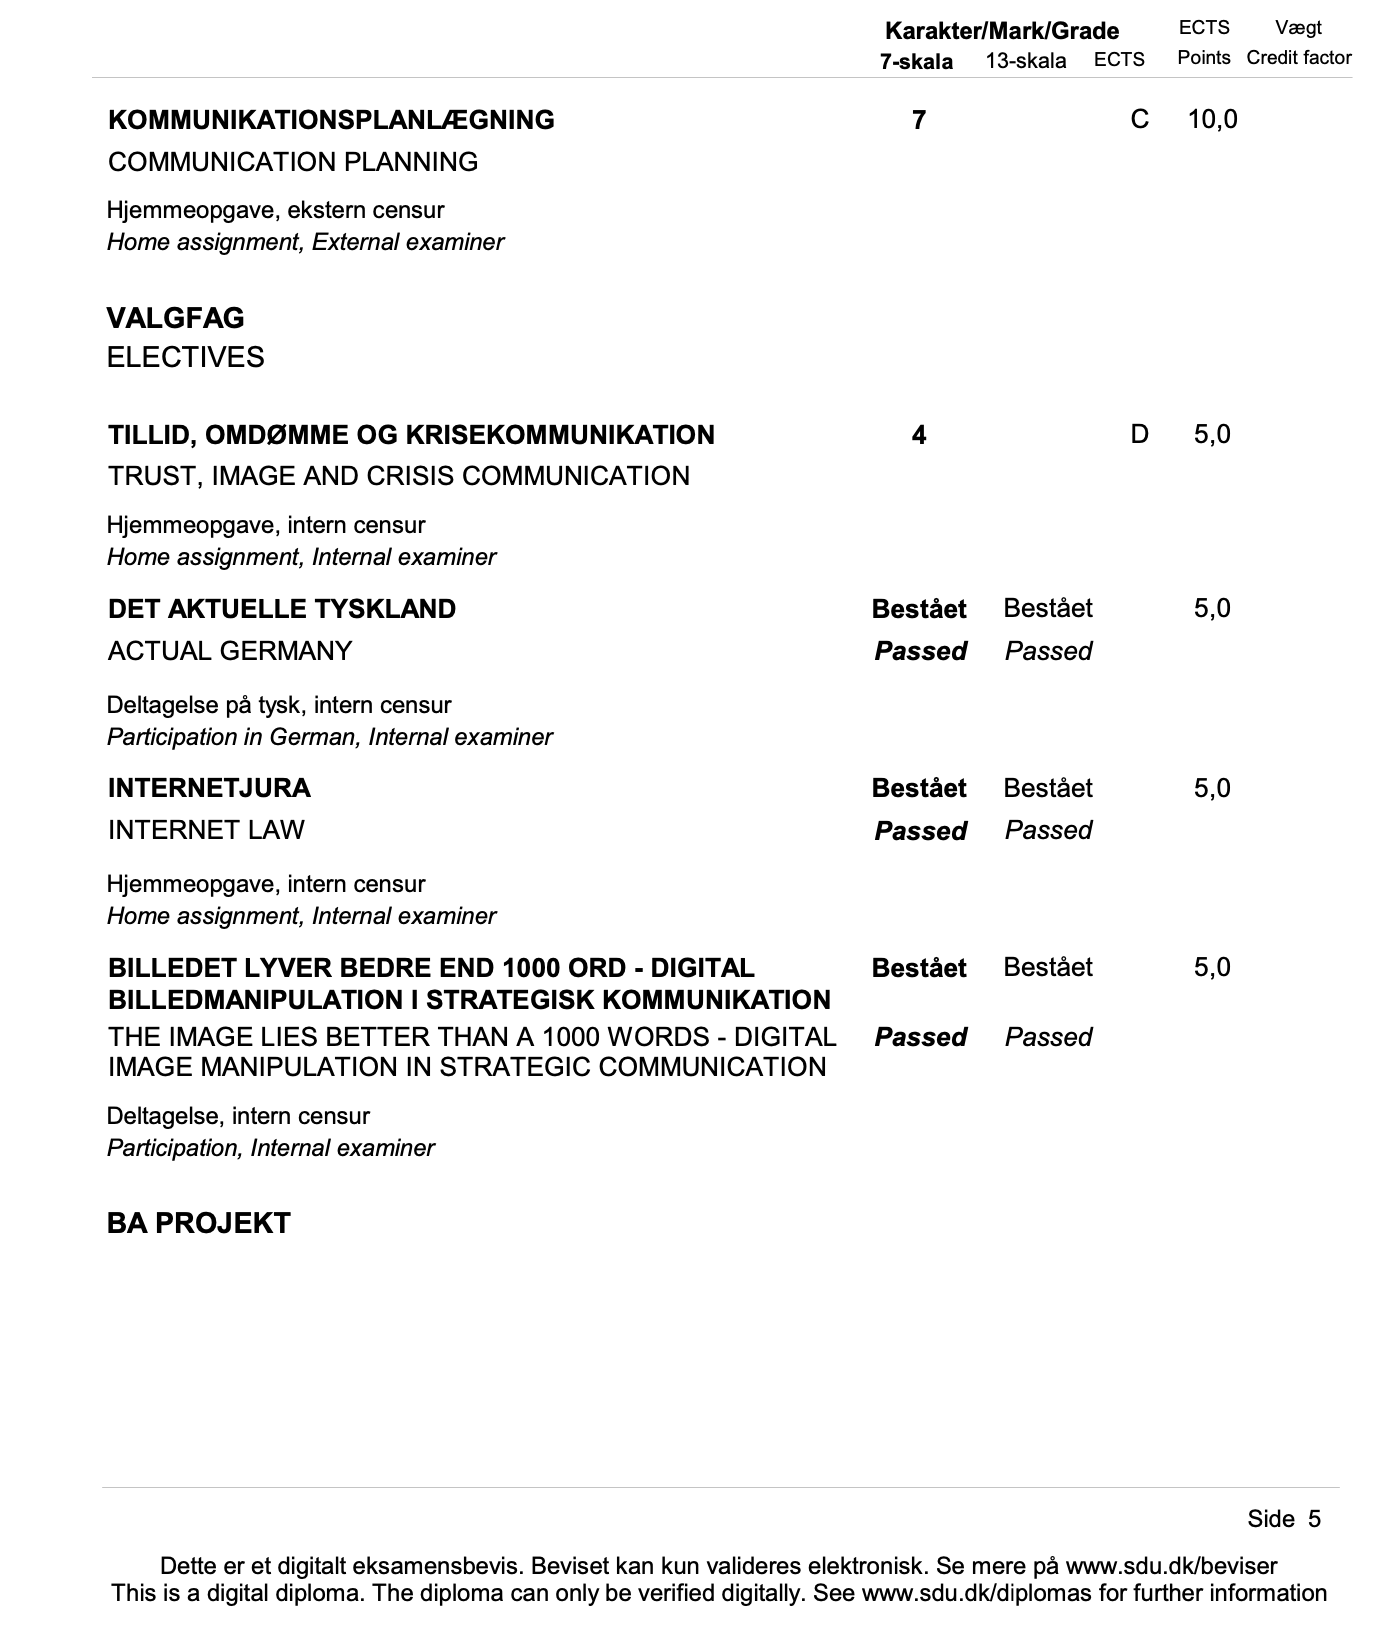 Karakter/Mark/Grade ECTS Vægt
7-skala 13-skala ECTS Points Credit factor
KOMMUNIKATIONSPLANLÆGNING 7 C 10,0
COMMUNICATION PLANNING
Hjemmeopgave, ekstern censur
Home assignment, External examiner
VALGFAG
ELECTIVES
TILLID, OMDØMME OG KRISEKOMMUNIKATION 4 D 5,0
TRUST, IMAGE AND CRISIS COMMUNICATION
Hjemmeopgave, intern censur
Home assignment, Internal examiner
DET AKTUELLE TYSKLAND Bestået Bestået 5,0
ACTUAL GERMANY Passed Passed
Deltagelse på tysk, intern censur
Participation in German, Internal examiner
INTERNETJURA Bestået Bestået 5,0
INTERNET LAW Passed Passed
Hjemmeopgave, intern censur
Home assignment, Internal examiner
BILLEDET LYVER BEDRE END 1000 ORD - DIGITAL Bestået Bestået 5,0
BILLEDMANIPULATION I STRATEGISK KOMMUNIKATION
THE IMAGE LIES BETTER THAN A 1000 WORDS - DIGITAL Passed Passed
IMAGE MANIPULATION IN STRATEGIC COMMUNICATION
Deltagelse, intern censur
Participation, Internal examiner
BA PROJEKT
Side 5
Dette er et digitalt eksamensbevis. Beviset kan kun valideres elektronisk. Se mere på www.sdu.dk/beviser
This is a digital diploma. The diploma can only be verified digitally. See www.sdu.dk/diplomas for further information